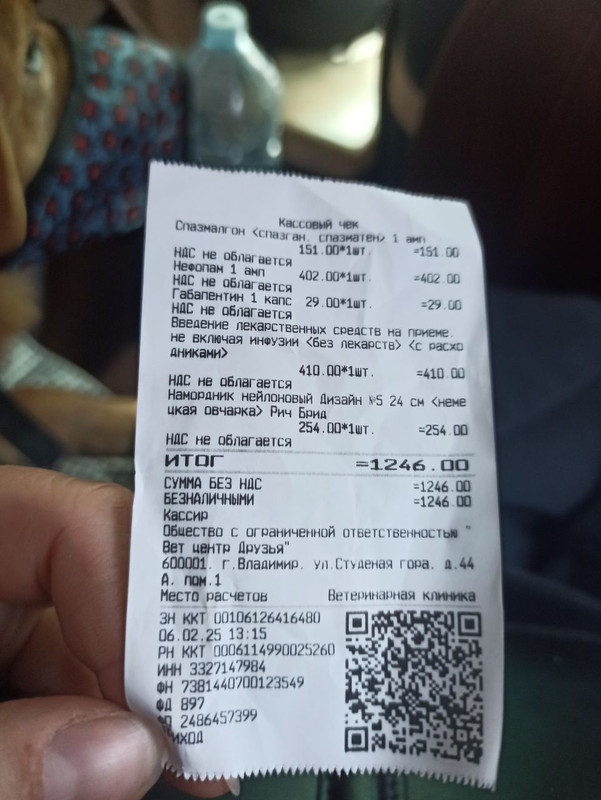 Кассовый чек
Спазмалгон <спазган, спазматен> 1 амп
151.00*1шт. =151.00
НДС не облагается
Нефопам 1 амп
402.00*1шт. =402.00
НДС не облагается
Габапентин 1 капс 29.00*1шт. =29.00
НДС не облагается
Введение лекарственных средств на приеме,
не включая инфузии <без лекарств> <с расхо
дниками>
410.00*1шт. =410.00
НДС не облагается
Намордник нейлоновый Дизайн №5 24 см <неме
цкая овчарка> Рич Брид
254.00*1шт. =254.00
НДС не облагается
ИТОГ =1246.00
СУММА БЕЗ НДС =1246.00
БЕЗНАЛИЧНЫМИ =1246.00
Кассир
Общество с ограниченной ответственностью "
Вет центр Друзья"
600001, г.Владимир, ул.Студеная гора, д.44
А, пом.1
Место расчетов Ветеринарная клиника
ЗН ККТ 00106126416480
06.02.25 13:15
РН ККТ 0006114990025260
ИНН 3327147984
ФН 7381440700123549
ФД 897
2486457399
ИХОД